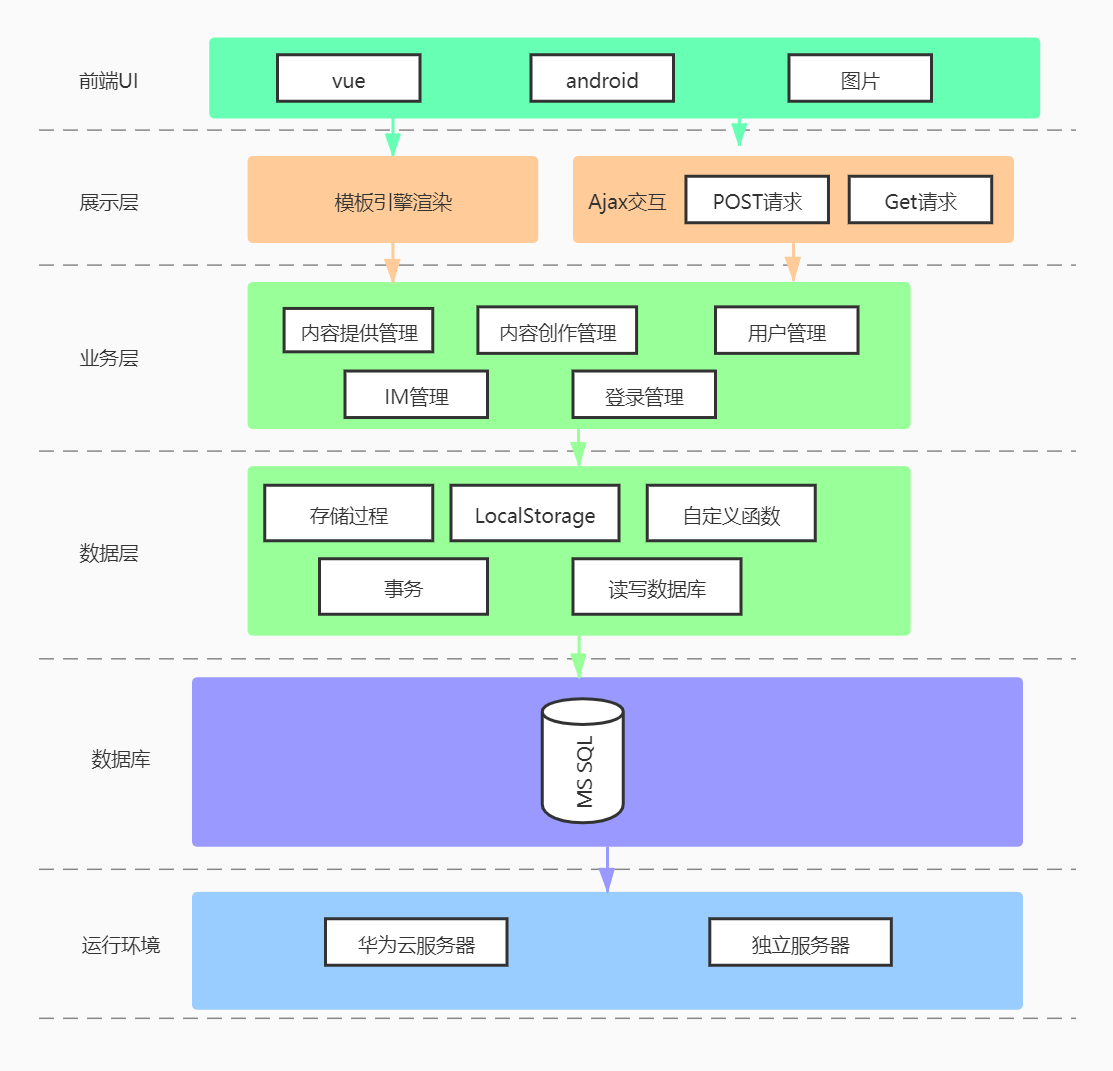 前端UI
vue
android
图片
展示层
模板引擎渲染
Ajax交互
POST请求
Get请求
业务层
内容提供管理
内容创作管理
用户管理
IM管理
登录管理
数据层
存储过程
LocalStorage
自定义函数
事务
读写数据库
数据库
MS SQL
运行环境
华为云服务器
独立服务器